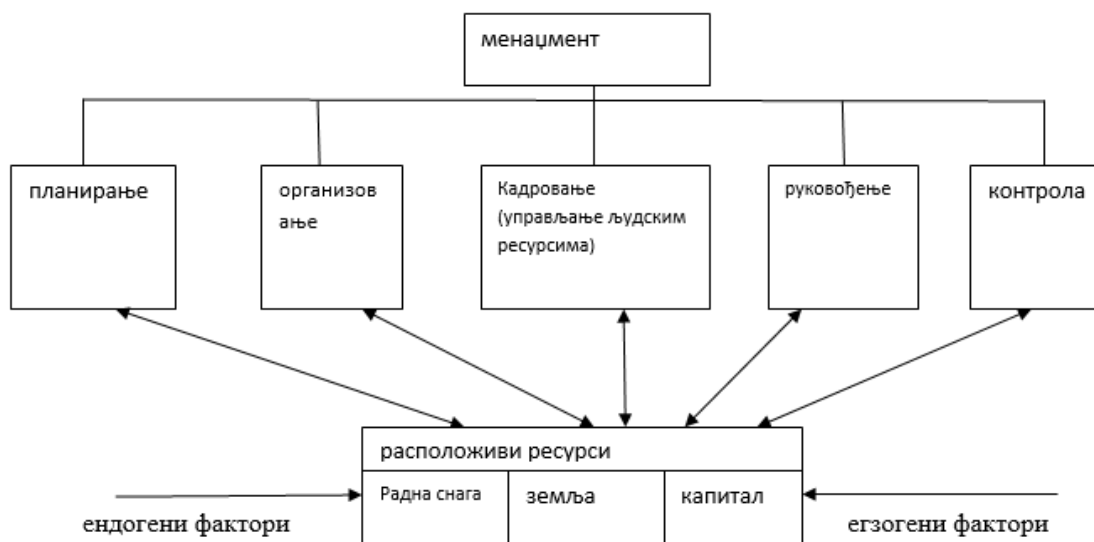 менаџмент
планирање
организов
ање
Кадровање
(управљање људским
ресурсима)
руковођење
контрола
расположиви ресурси
Радна снага
земља
капитал
ендогени фактори
егзогени фактори